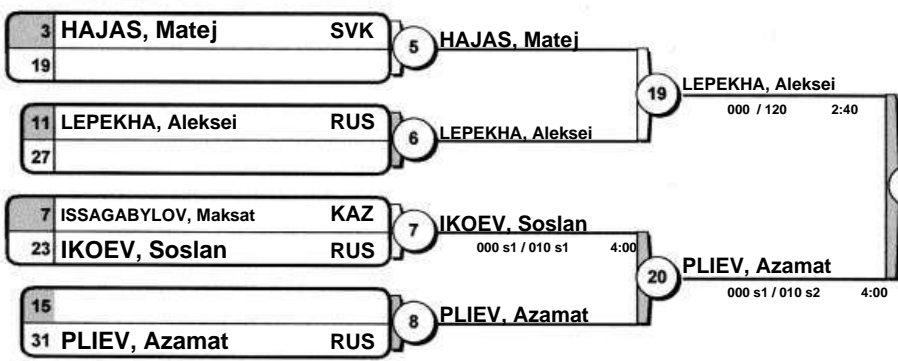 3 HAJAS, Matej SVK
19
5
HAJAS, Matej
11 LEPEKHA, Aleksei RUS
27
6
LEPEKHA, Aleksei
19
LEPEKHA, Aleksei
000 / 120 2:40
7 ISSAGABYLOV, Maksat KAZ
23 IKOEV, Soslan RUS
7
IKOEV, Soslan
000 s1 / 010 s1 4:00
15
31 PLIEV, Azamat RUS
8
PLIEV, Azamat
20
PLIEV, Azamat
000 s1 / 010 s2 4:00